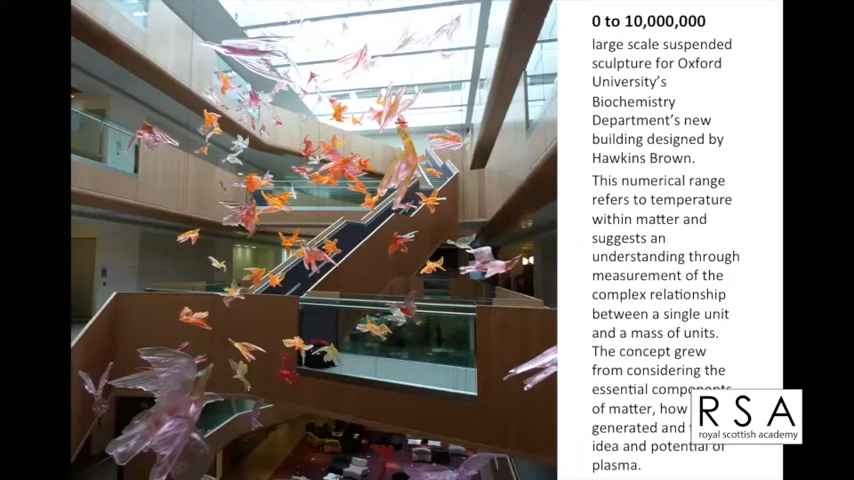 0 to 10,000,000
large scale suspended
sculpture for Oxford
University's
Biochemistry
Department's new
building designed by
Hawkins Brown.
This numerical range
refers to temperature
within matter and
suggests an
understanding through
measurement of the
complex relationship
between a single unit
and a mass of units.
The concept grew
from considering the
essential components
of matter, how
generated and
idea and potential of
plasma.
RSA
royal scottish academy